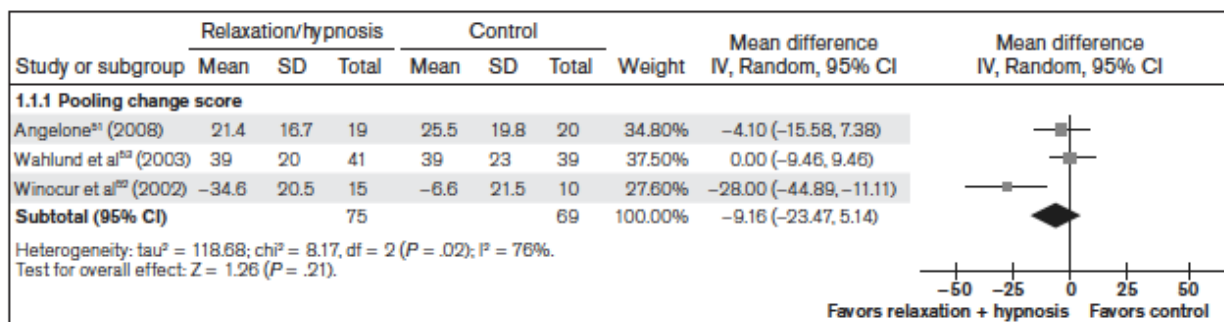 Relaxation/hypnosis Control Mean difference Mean difference
Study or subgroup Mean SD Total Mean SD Total Weight IV, Random, 95% CI IV, Random, 95% CI
1.1.1 Pooling change score
Angelone⁵¹ (2008) 21.4 16.7 19 25.5 19.8 20 34.80% −4.10 (−15.58, 7.38)
Wahlund et al⁵³ (2003) 39 20 41 39 23 39 37.50% 0.00 (−9.46, 9.46)
Winocur et al⁵² (2002) −34.6 20.5 15 −6.6 21.5 10 27.60% −28.00 (−44.89, −11.11)
Subtotal (95% CI) 75 69 100.00% −9.16 (−23.47, 5.14)
Heterogeneity: tau² = 118.68; chi² = 8.17, df = 2 (P = .02); I² = 76%.
Test for overall effect: Z = 1.26 (P = .21).
−50 −25 0 25 50
Favors relaxation + hypnosis Favors control